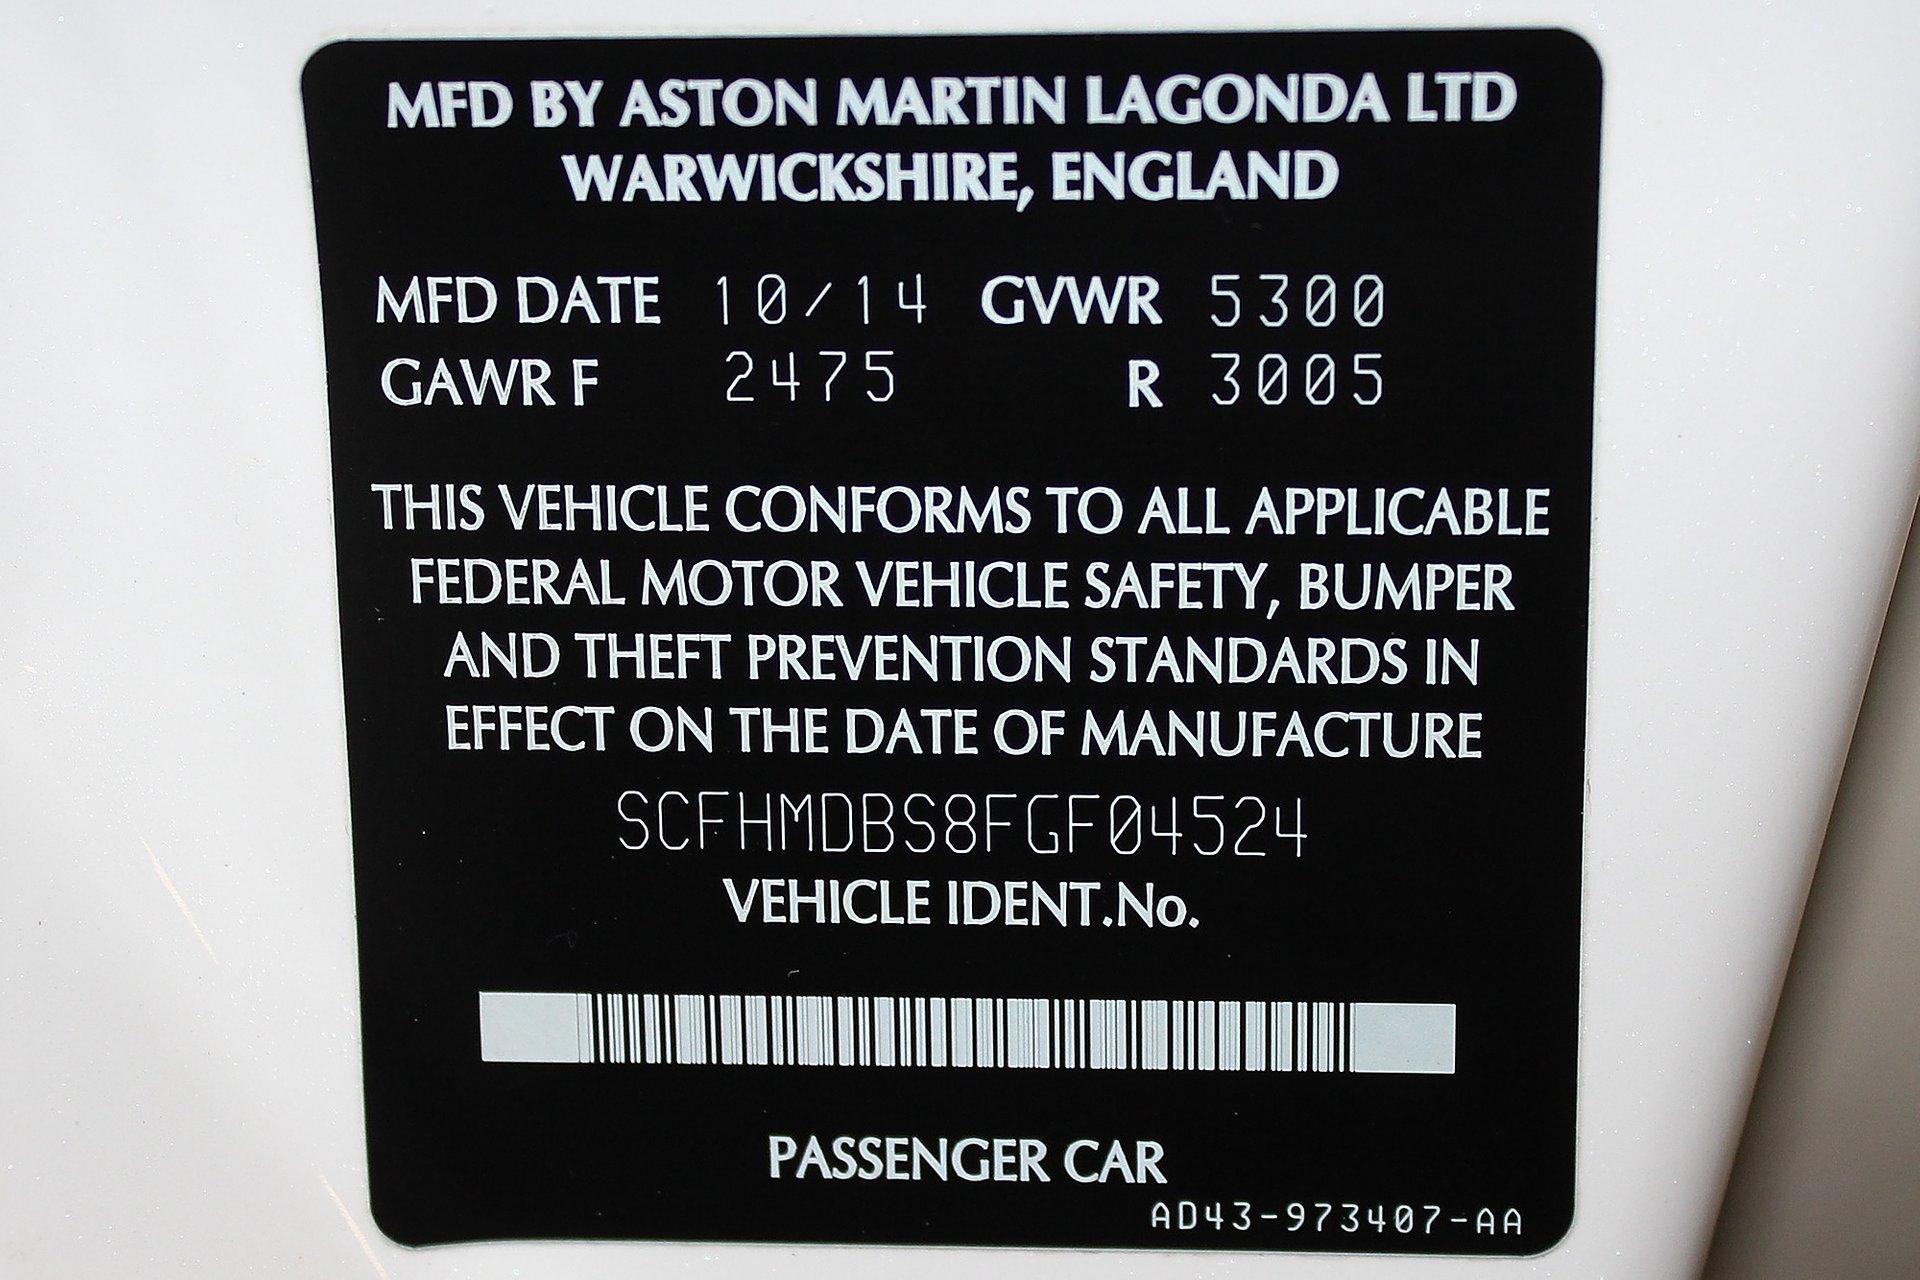 MFD BY ASTON MARTIN LAGONDA LTD
WARWICKSHIRE, ENGLAND
MFD DATE 10/14 GVWR 5300
GAWR F 2475 R 3005
THIS VEHICLE CONFORMS TO ALL APPLICABLE
FEDERAL MOTOR VEHICLE SAFETY, BUMPER
AND THEFT PREVENTION STANDARDS IN
EFFECT ON THE DATE OF MANUFACTURE
SCFHMDBS8FGF04524
VEHICLE IDENT.No.
PASSENGER CAR
AD43-973407-AA